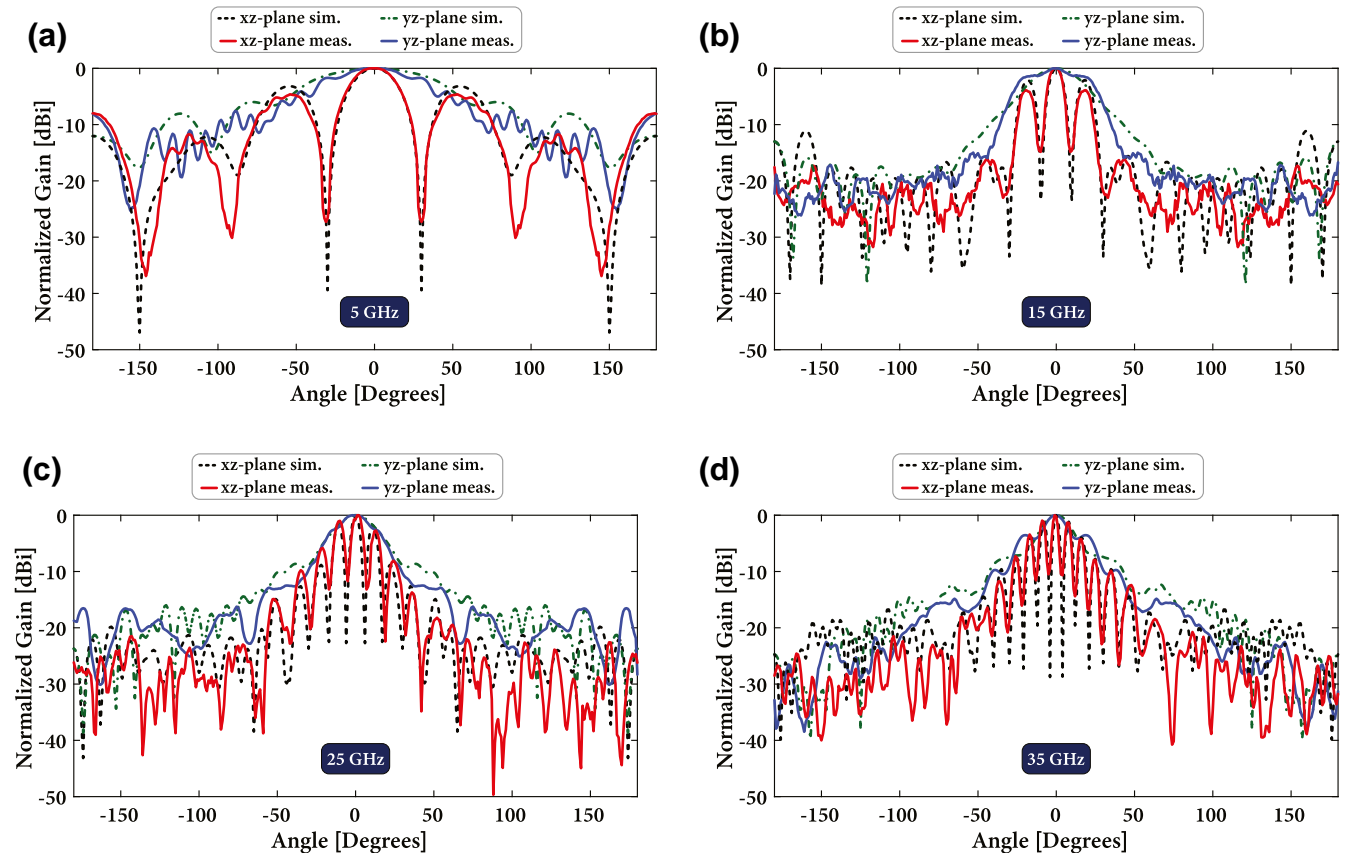 (a)
xz-plane sim. yz-plane sim.
xz-plane meas. yz-plane meas.
Normalized Gain [dBi]
0
-10
-20
-30
-40
-50
5 GHz
-150 -100 -50 0 50 100 150
Angle [Degrees]
(b)
xz-plane sim. yz-plane sim.
xz-plane meas. yz-plane meas.
Normalized Gain [dBi]
0
-10
-20
-30
-40
-50
15 GHz
-150 -100 -50 0 50 100 150
Angle [Degrees]
(c)
xz-plane sim. yz-plane sim.
xz-plane meas. yz-plane meas.
Normalized Gain [dBi]
0
-10
-20
-30
-40
-50
25 GHz
-150 -100 -50 0 50 100 150
Angle [Degrees]
(d)
xz-plane sim. yz-plane sim.
xz-plane meas. yz-plane meas.
Normalized Gain [dBi]
0
-10
-20
-30
-40
-50
35 GHz
-150 -100 -50 0 50 100 150
Angle [Degrees]